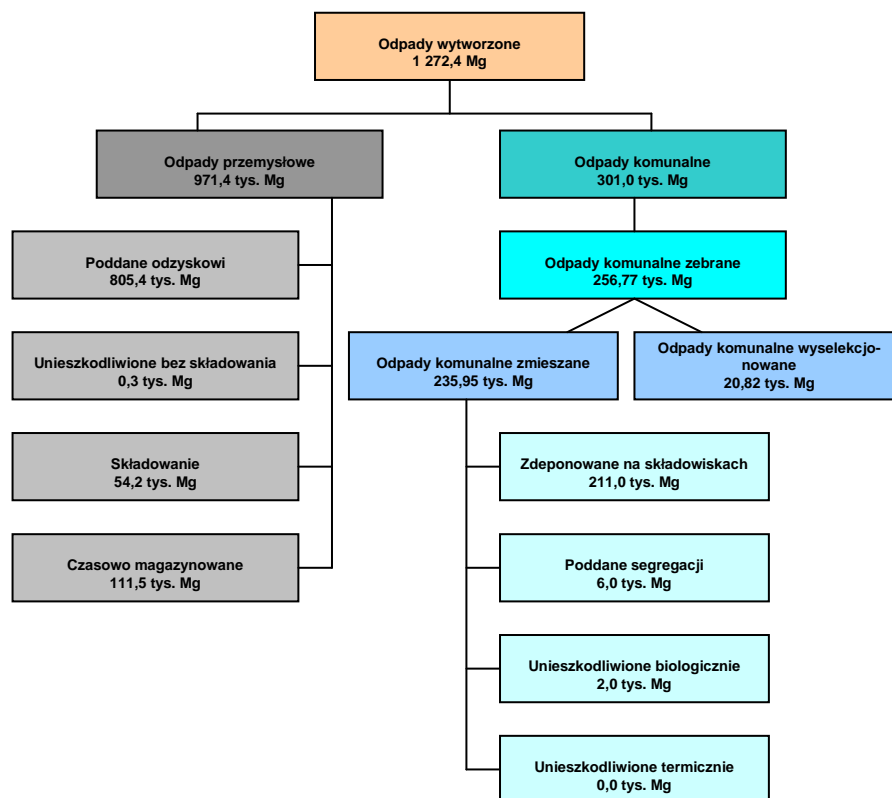 Odpady wytworzone
1 272,4 Mg
Odpady przemysłowe
971,4 tys. Mg
Odpady komunalne
301,0 tys. Mg
Poddane odzyskowi
805,4 tys. Mg
Odpady komunalne zebrane
256,77 tys. Mg
Unieszkodliwione bez składowania
0,3 tys. Mg
Odpady komunalne zmieszane
235,95 tys. Mg
Odpady komunalne wyselekcjo-
nowane
20,82 tys. Mg
Składowanie
54,2 tys. Mg
Zdeponowane na składowiskach
211,0 tys. Mg
Czasowo magazynowane
111,5 tys. Mg
Poddane segregacji
6,0 tys. Mg
Unieszkodliwione biologicznie
2,0 tys. Mg
Unieszkodliwione termicznie
0,0 tys. Mg